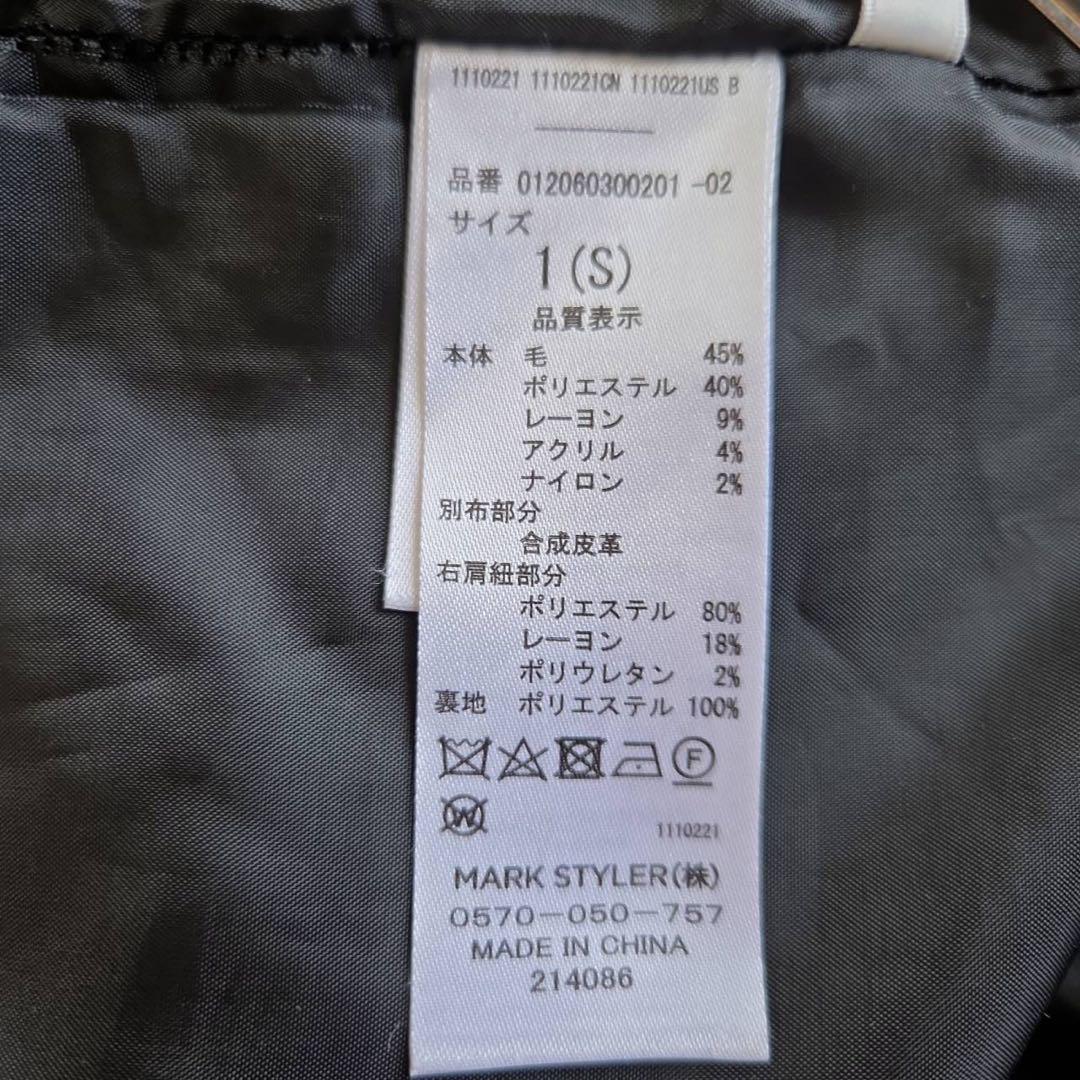 1110221 1110221CN 1110221US B
品番 012060300201 -02
サイズ
1(S)
品質表示
本体 毛 45%
ポリエステル 40%
レーヨン 9%
アクリル 4%
ナイロン 2%
別布部分
合成皮革
右肩紐部分
ポリエステル 80%
レーヨン 18%
ポリウレタン 2%
裏地 ポリエステル 100%
F
W
1110221
MARK STYLER(株)
0570-050-757
MADE IN CHINA
214086